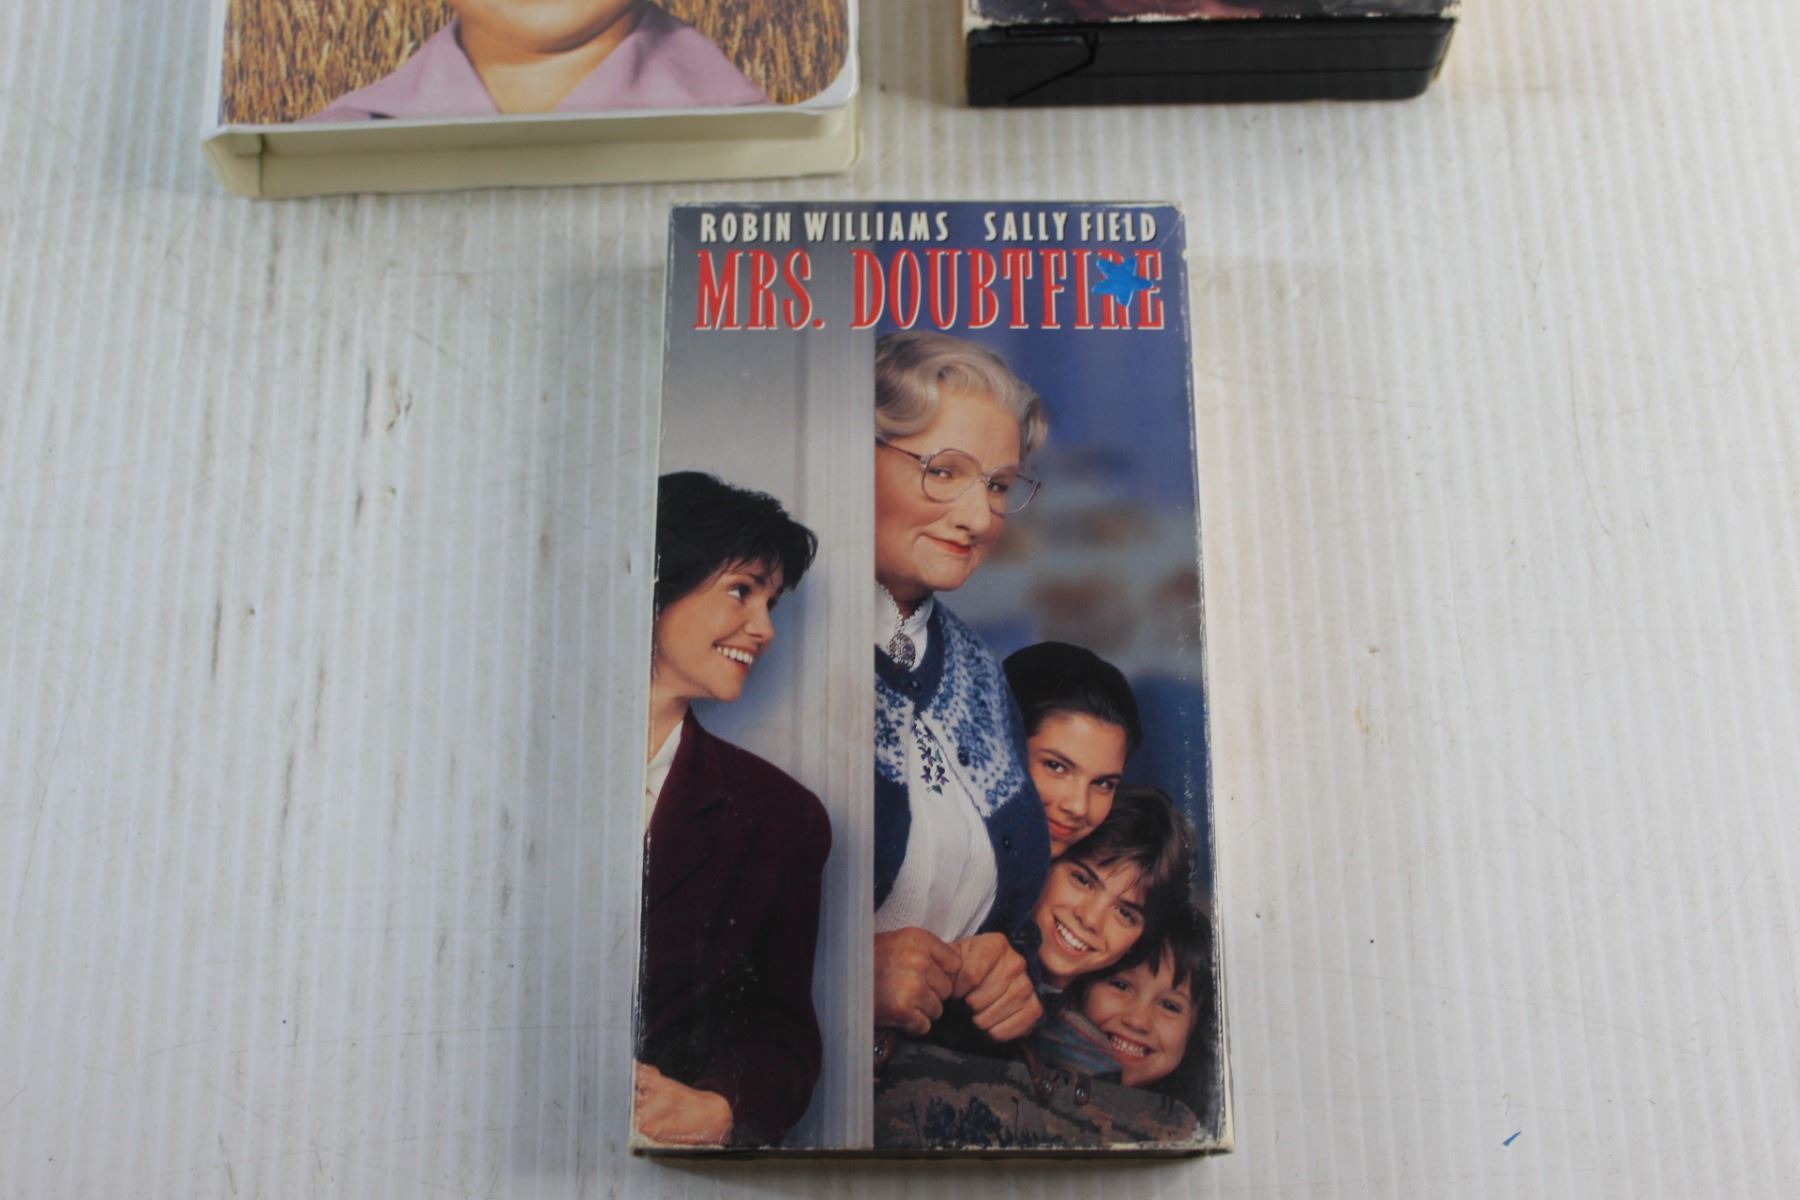 ROBIN WILLIAMS SALLY FIELD
MRS. DOUBTFIRE